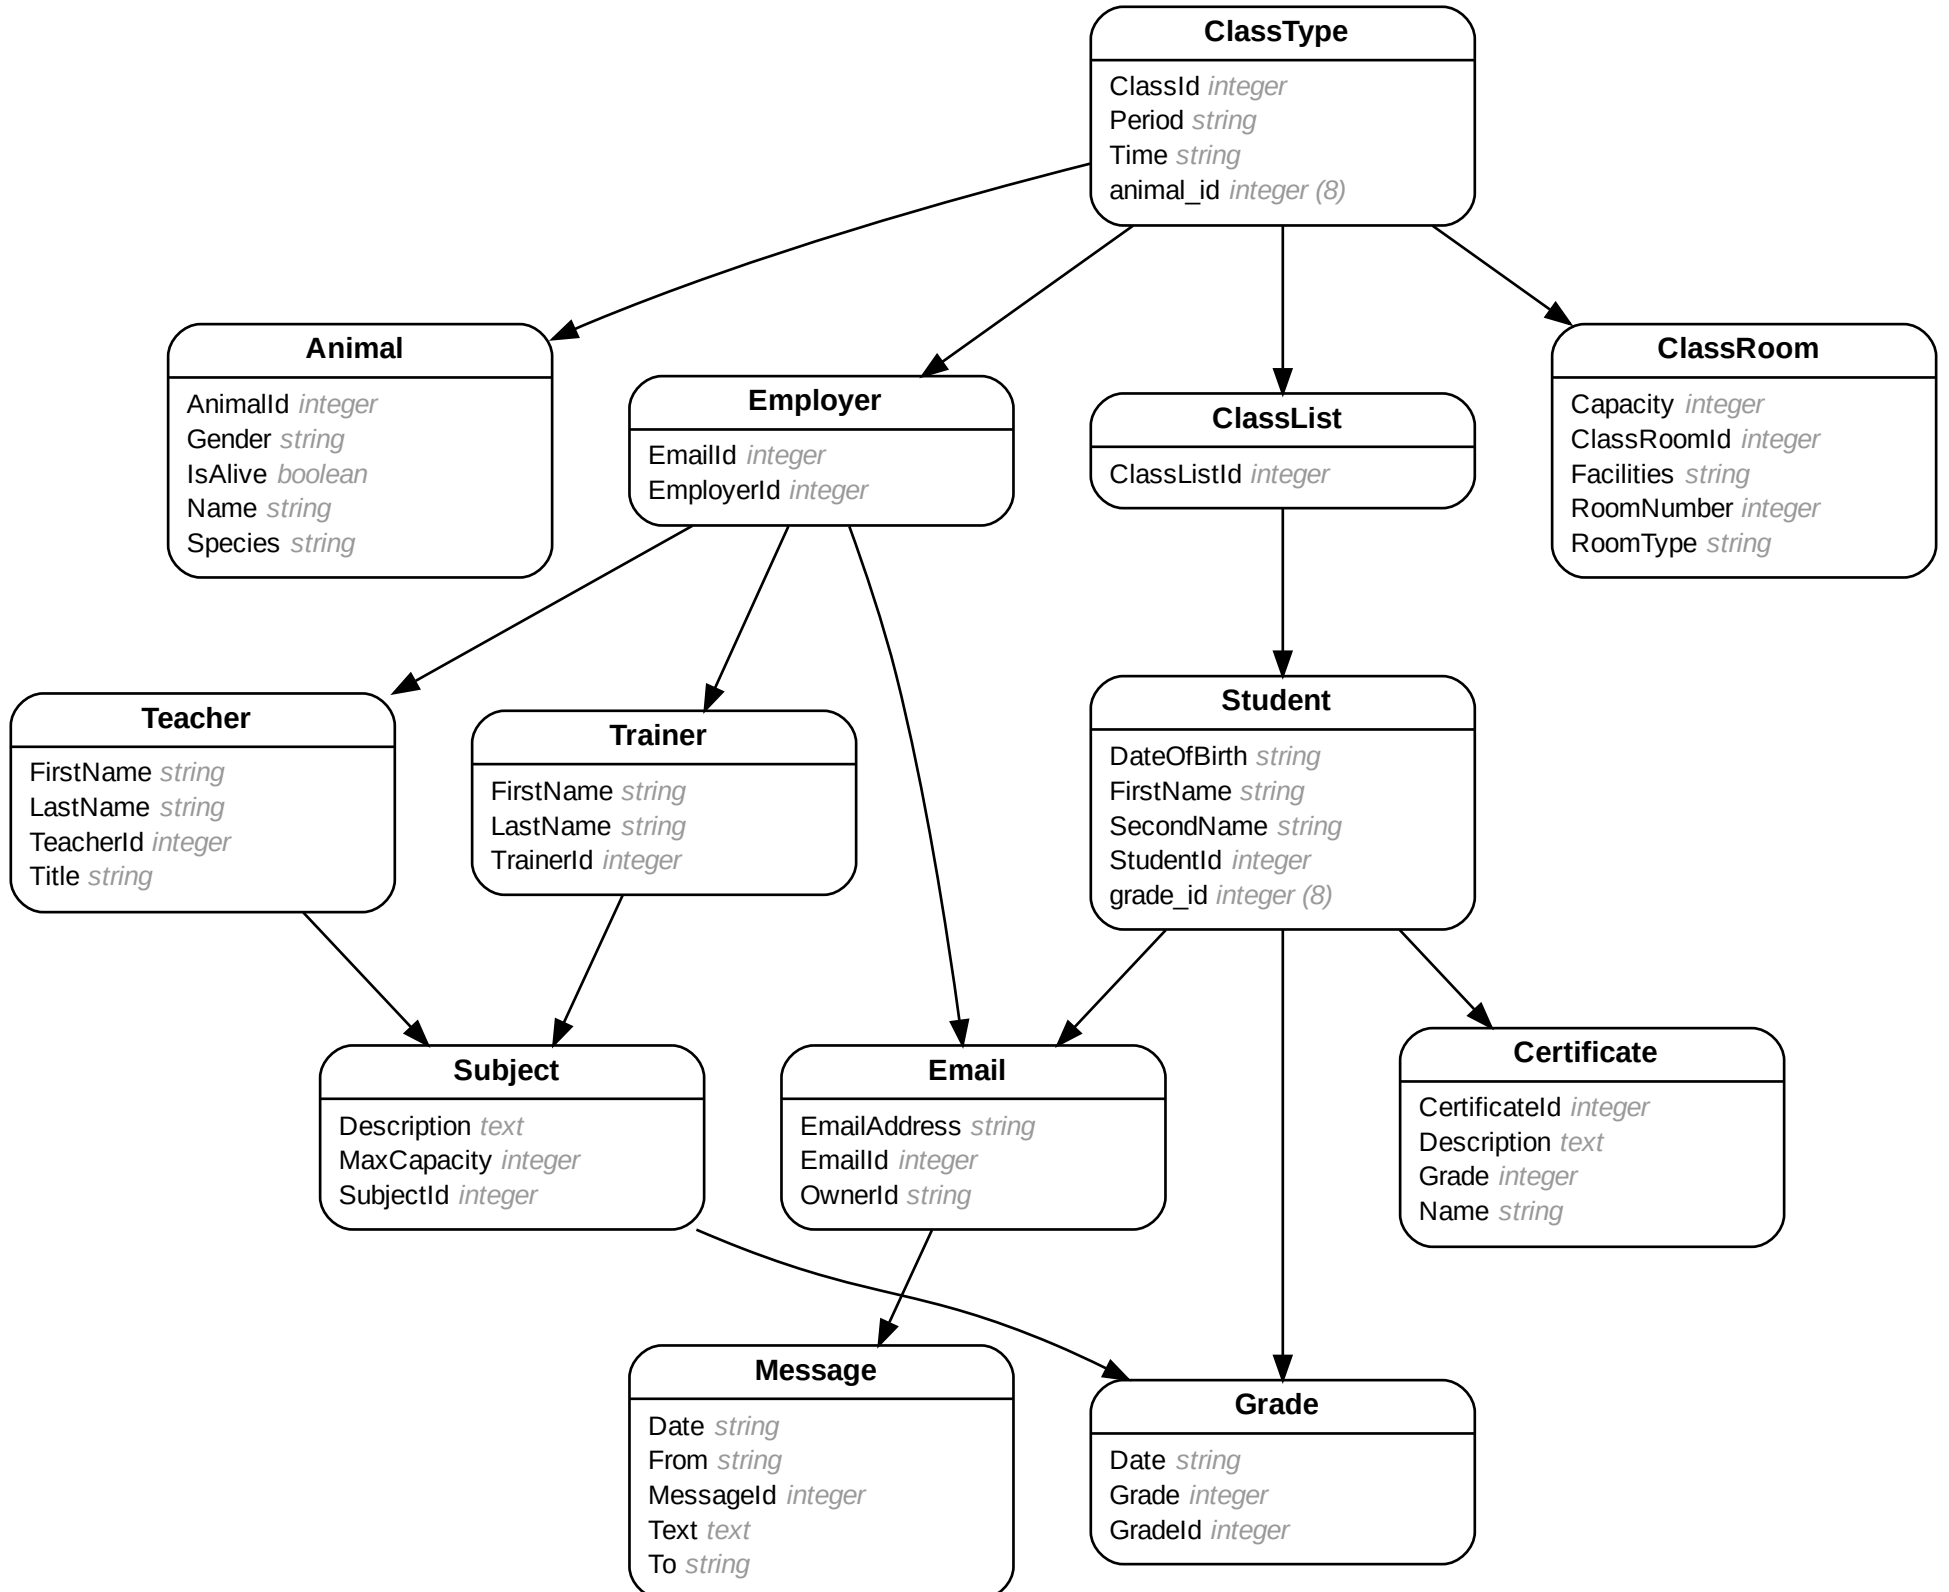 ClassType
ClassId integer
Period string
Time string
animal_id integer (8)
Animal
AnimalId integer
Gender string
IsAlive boolean
Name string
Species string
Employer
EmailId integer
EmployerId integer
ClassList
ClassListId integer
ClassRoom
Capacity integer
ClassRoomId integer
Facilities string
RoomNumber integer
RoomType string
Teacher
FirstName string
LastName string
TeacherId integer
Title string
Trainer
FirstName string
LastName string
TrainerId integer
Student
DateOfBirth string
FirstName string
SecondName string
StudentId integer
grade_id integer (8)
Subject
Description text
MaxCapacity integer
SubjectId integer
Email
EmailAddress string
EmailId integer
OwnerId string
Certificate
CertificateId integer
Description text
Grade integer
Name string
Message
Date string
From string
MessageId integer
Text text
To string
Grade
Date string
Grade integer
GradeId integer